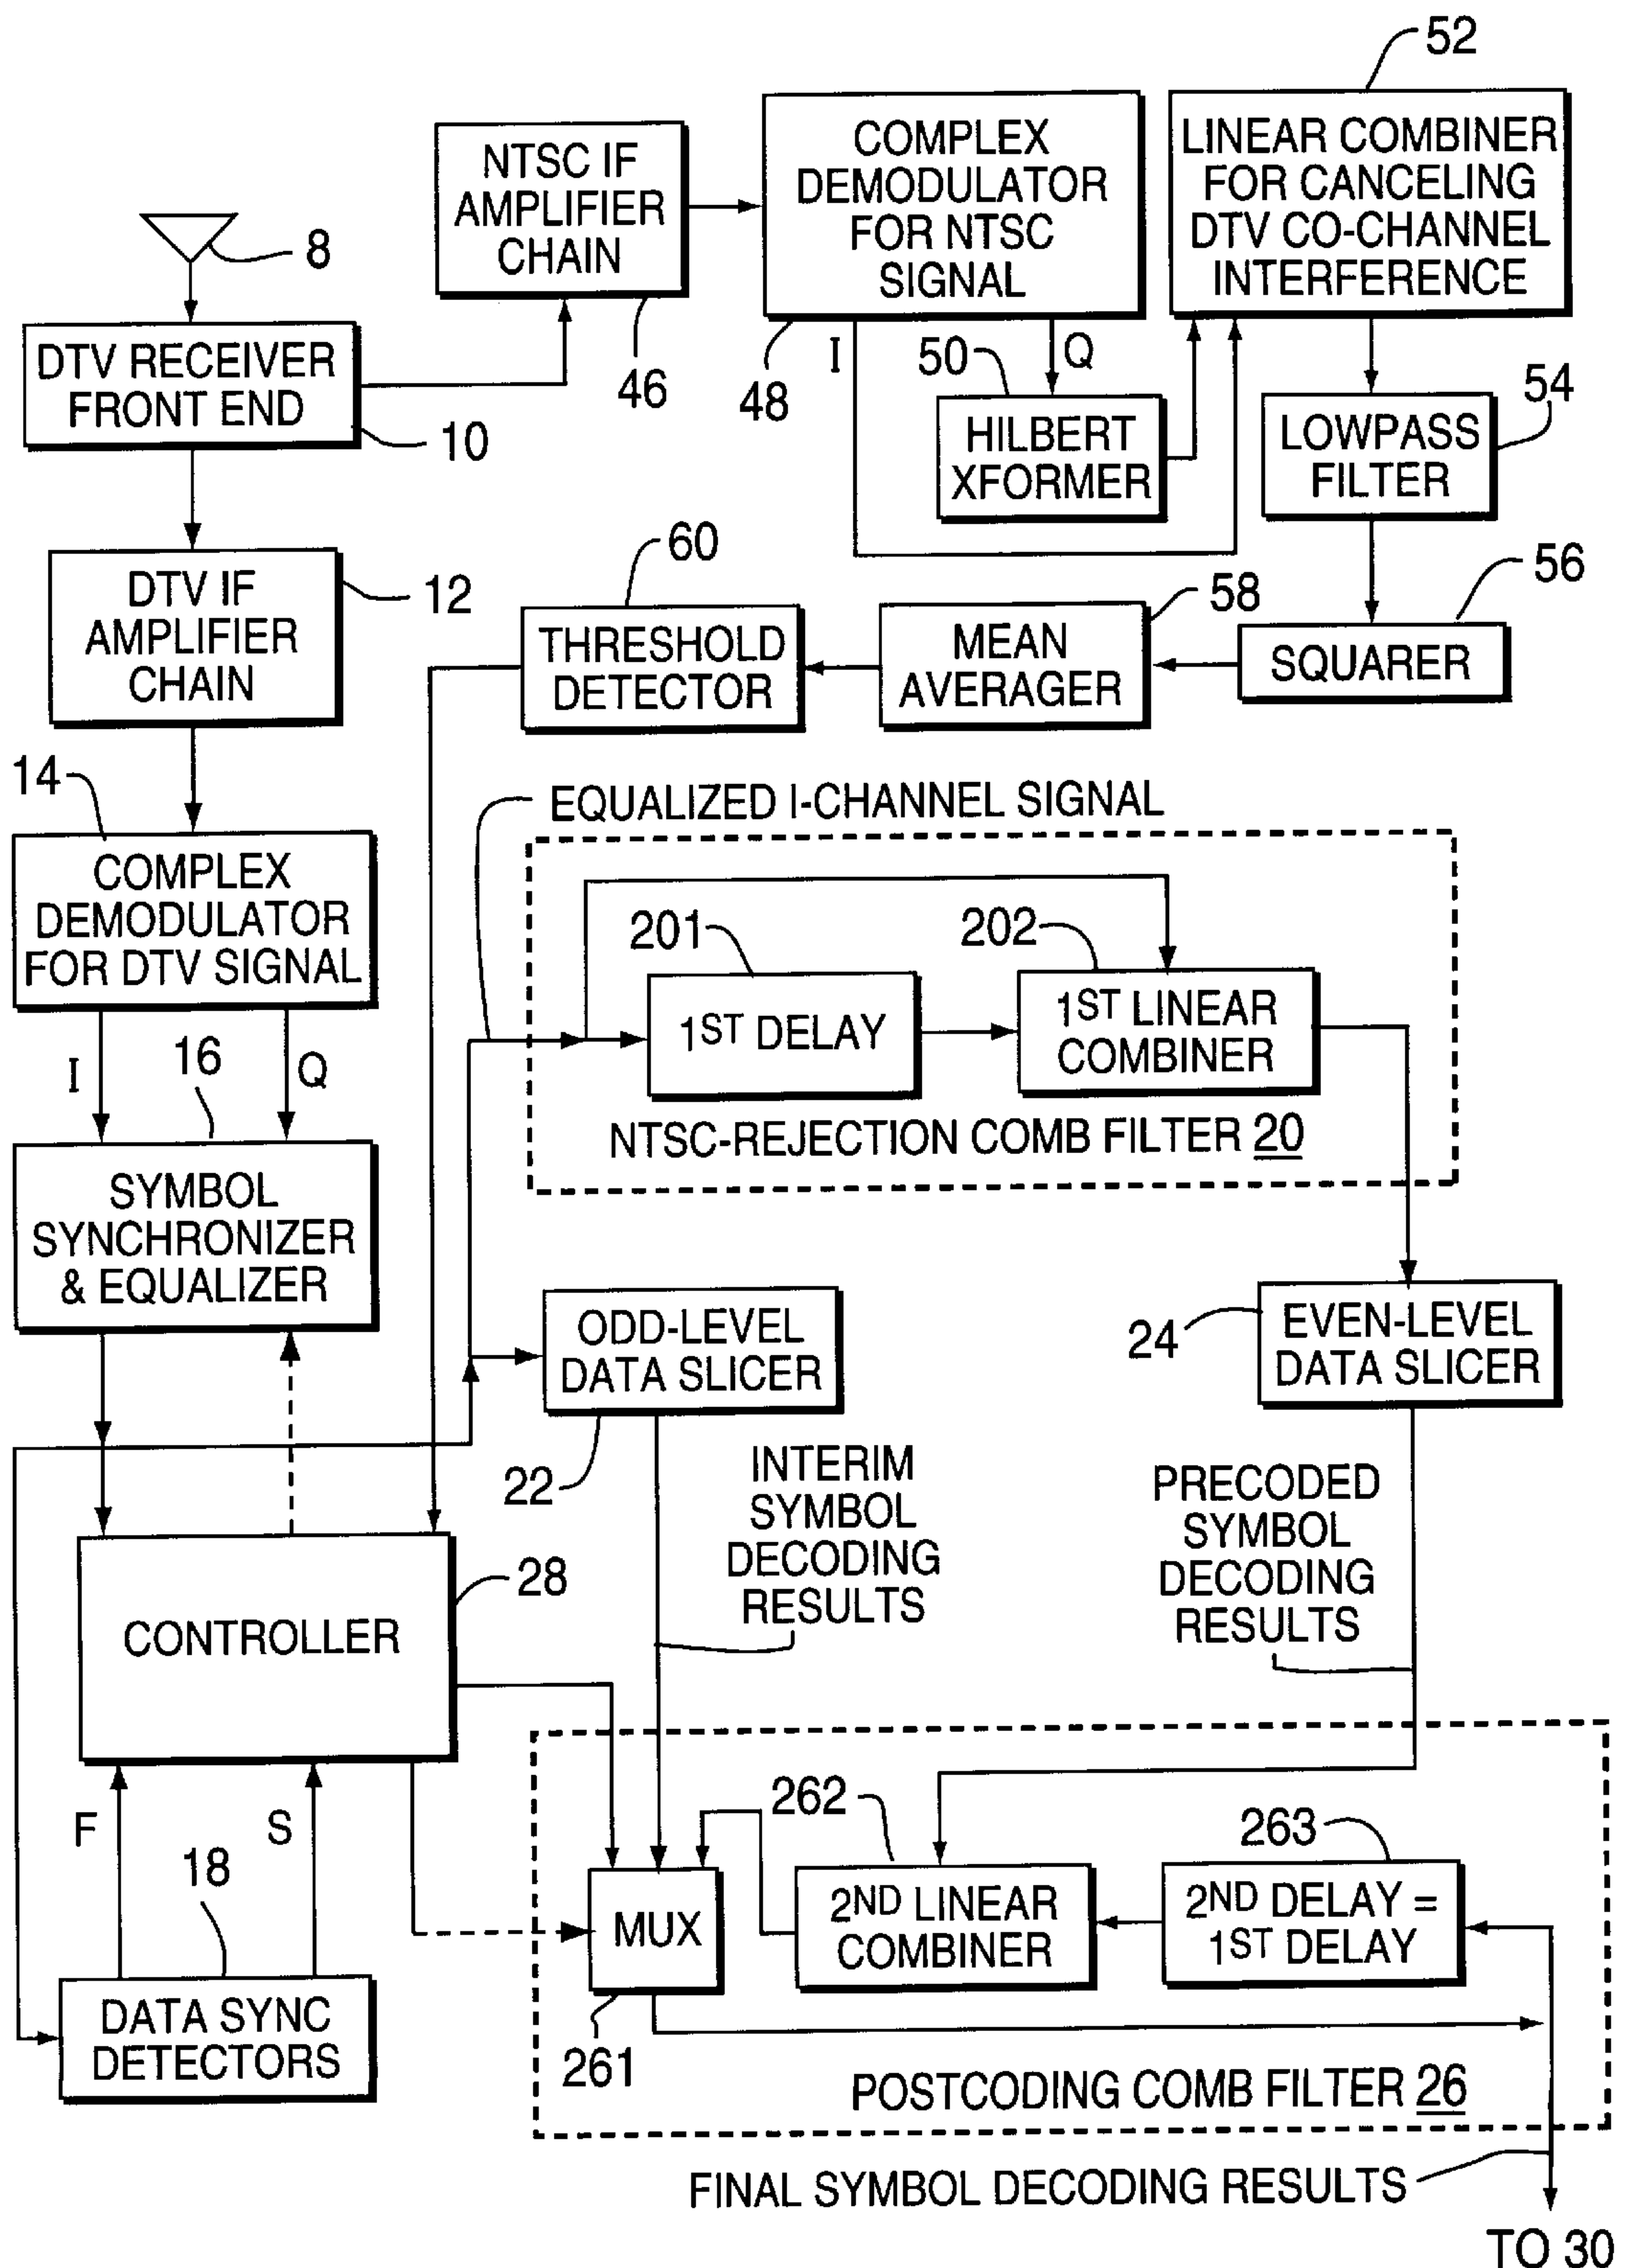 52
NTSC IF
AMPLIFIER
CHAIN
46
COMPLEX
DEMODULATOR
FOR NTSC
SIGNAL
48
I
Q
LINEAR COMBINER
FOR CANCELING
DTV CO-CHANNEL
INTERFERENCE
8
DTV RECEIVER
FRONT END
10
50
HILBERT
XFORMER
54
LOWPASS
FILTER
DTV IF
AMPLIFIER
CHAIN
12
60
THRESHOLD
DETECTOR
58
MEAN
AVERAGER
56
SQUARER
14
COMPLEX
DEMODULATOR
FOR DTV SIGNAL
I
16
Q
EQUALIZED I-CHANNEL SIGNAL
201
1ST DELAY
202
1ST LINEAR
COMBINER
NTSC-REJECTION COMB FILTER 20
SYMBOL
SYNCHRONIZER
& EQUALIZER
ODD-LEVEL
DATA SLICER
22
24
EVEN-LEVEL
DATA SLICER
INTERIM
SYMBOL
DECODING
RESULTS
PRECODED
SYMBOL
DECODING
RESULTS
CONTROLLER
28
F
S
18
DATA SYNC
DETECTORS
MUX
261
262
2ND LINEAR
COMBINER
263
2ND DELAY =
1ST DELAY
POSTCODING COMB FILTER 26
FINAL SYMBOL DECODING RESULTS
TO 30